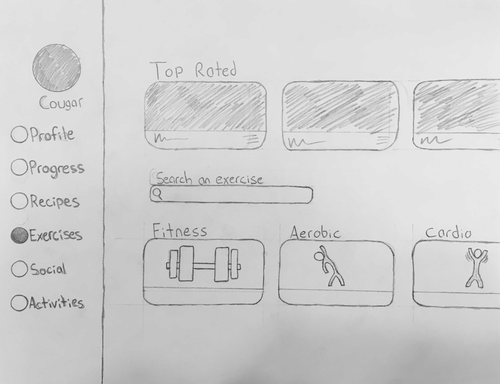 Cougar
Profile
Progress
Recipes
Exercises
Social
Activities
Top Rated
Search an exercise
Fitness
Aerobic
Cardio